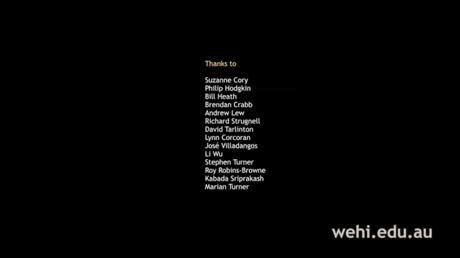 Thanks to
Suzanne Cory
Philip Hodgkin
Bill Heath
Brendan Crabb
Andrew Lew
Richard Strugnell
David Tarlinton
Lynn Corcoran
José Villadangos
Li Wu
Stephen Turner
Roy Robins-Browne
Kabada Sriprakash
Marian Turner
wehi.edu.au